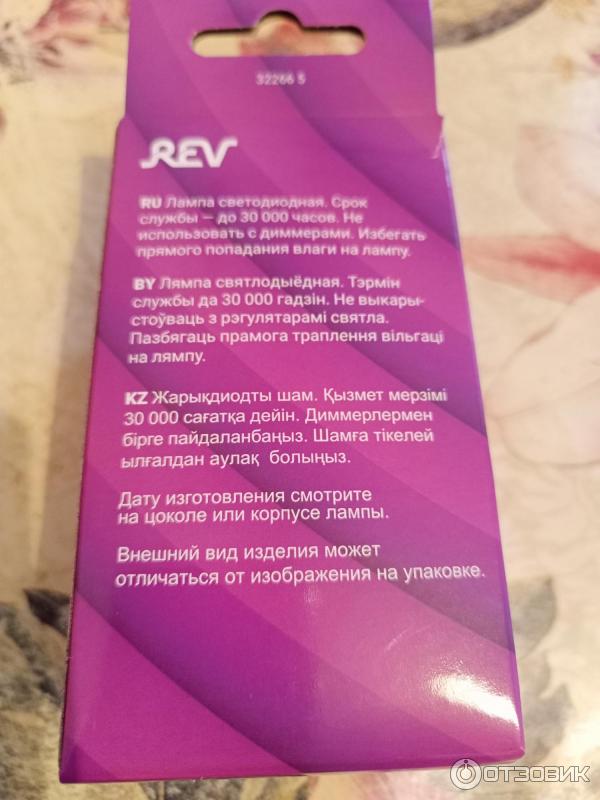 32266 5
REV
RU Лампа светодиодная. Срок
службы — до 30 000 часов. Не
использовать с диммерами. Избегать
прямого попадания влаги на лампу.
BY Лямпа святлодыёдная. Тэрмін
службы да 30 000 гадзін. Не выкары-
стоўваць з рэгулятарамі святла.
Пазбягаць прамога траплення вільгаці
на лямпу.
KZ Жарықдиодты шам. Қызмет мерзімі
30 000 сағатқа дейін. Диммерлермен
бірге пайдаланбаңыз. Шамға тікелей
ылғалдан аулақ болыңыз.
Дату изготовления смотрите
на цоколе или корпусе лампы.
Внешний вид изделия может
отличаться от изображения на упаковке.
ОТЗОВИК